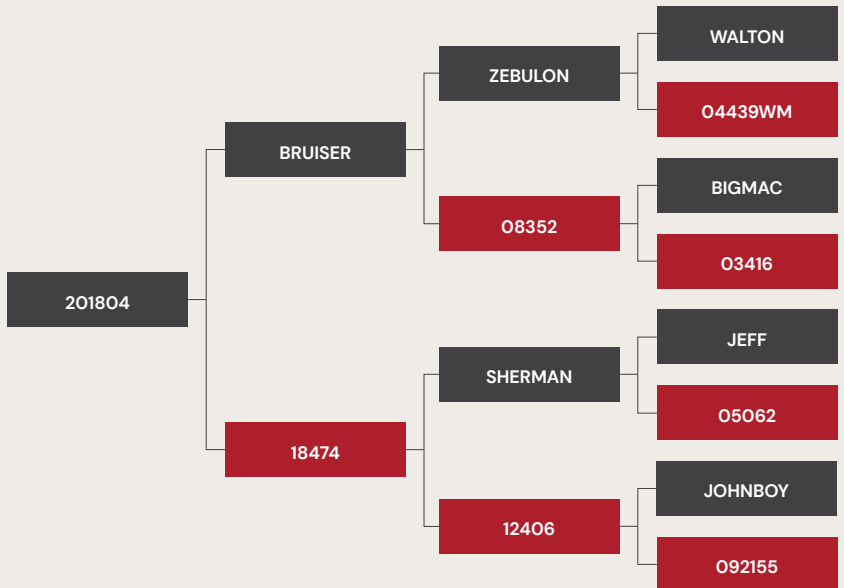 WALTON
ZEBULON
04439WM
BRUISER
BIGMAC
08352
03416
201804
JEFF
SHERMAN
05062
18474
JOHNBOY
12406
092155